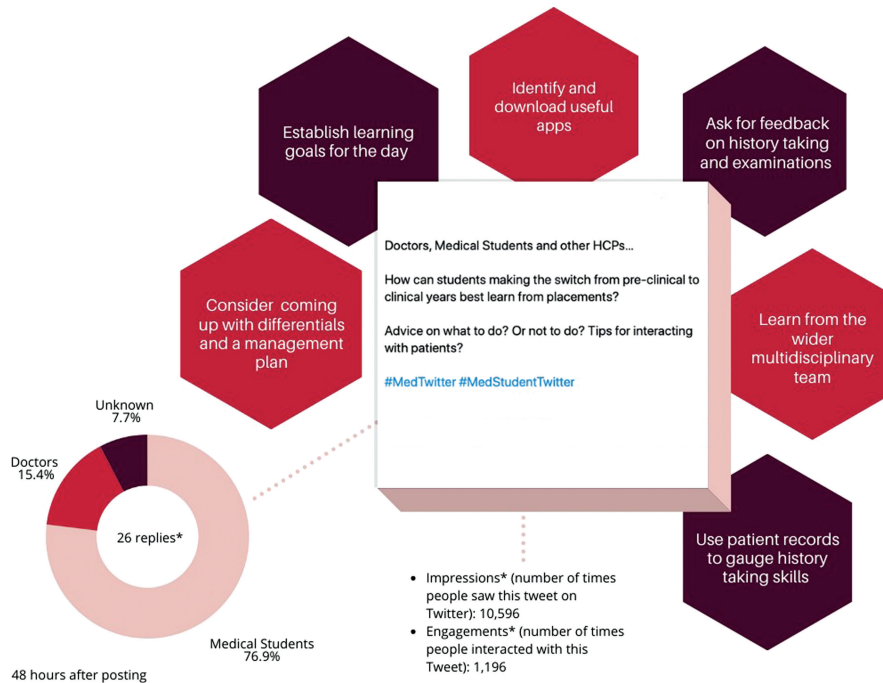 Identify and
download useful
apps
Establish learning
goals for the day
Ask for feedback
on history taking
and examinations
Doctors, Medical Students and other HCPs...
How can students making the switch from pre-clinical to
clinical years best learn from placements?
Advice on what to do? Or not to do? Tips for interacting
with patients?
#MedTwitter #MedStudentTwitter
Consider coming
up with differentials
and a management
plan
Learn from the
wider
multidisciplinary
team
Use patient records
to gauge history
taking skills
Unknown
7.7%
Doctors
15.4%
26 replies*
Medical Students
76.9%
48 hours after posting
• Impressions* (number of times
people saw this tweet on
Twitter): 10,596
• Engagements* (number of times
people interacted with this
Tweet): 1,196